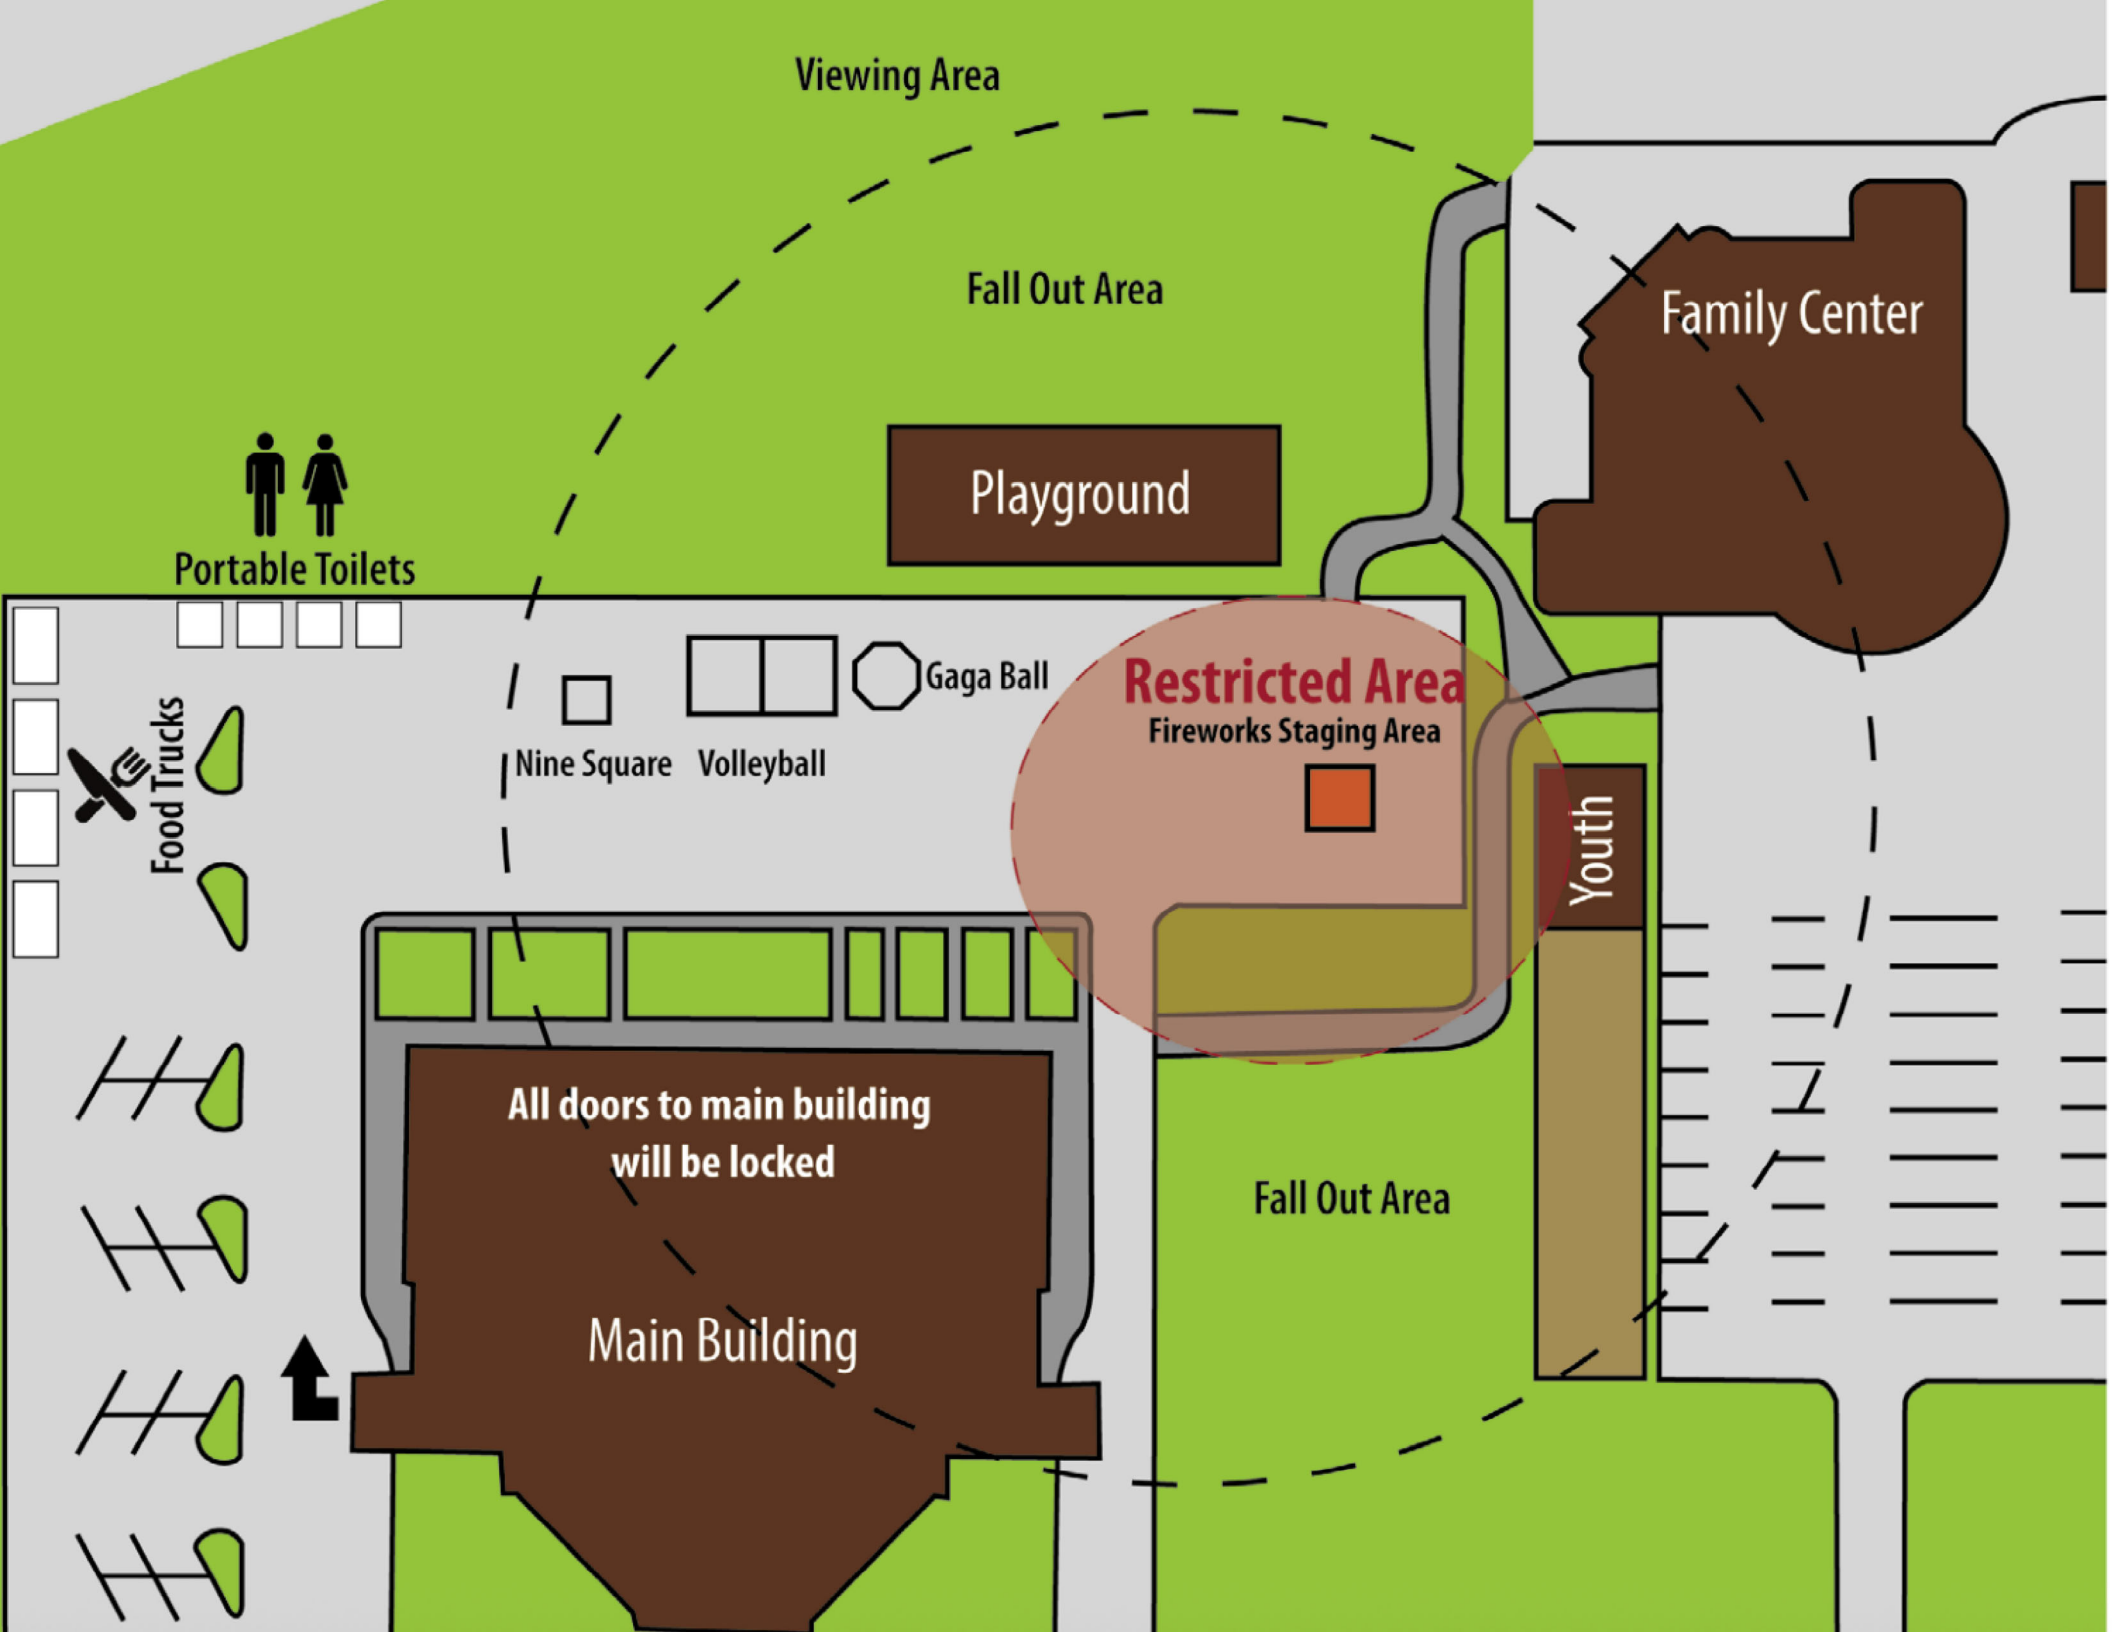 Viewing Area
Fall Out Area
Family Center
Playground
Portable Toilets
Restricted Area
Fireworks Staging Area
Gaga Ball
Nine Square
Volleyball
Food Trucks
Youth
All doors to main building
will be locked
Fall Out Area
Main Building